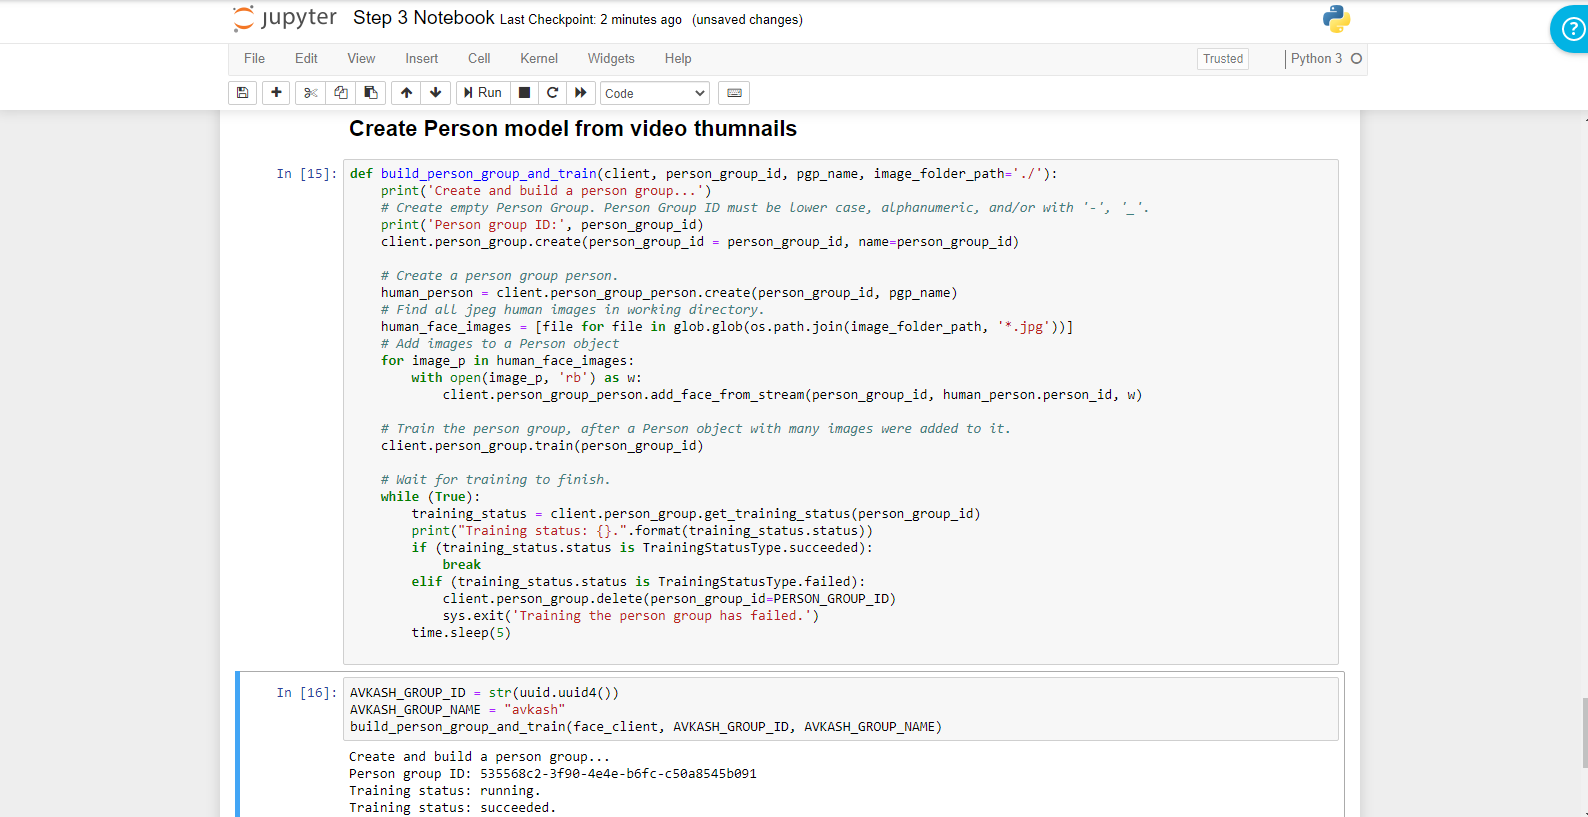 jupyter Step 3 Notebook Last Checkpoint: 2 minutes ago (unsaved changes)
?
File Edit View Insert Cell Kernel Widgets Help Trusted Python 3
Run Code
Create Person model from video thumnails
In [15]: def build_person_group_and_train(client, person_group_id, pgp_name, image_folder_path='./'):
    print('Create and build a person group...')
    # Create empty Person Group. Person Group ID must be lower case, alphanumeric, and/or with '-', '_'.
    print('Person group ID:', person_group_id)
    client.person_group.create(person_group_id = person_group_id, name=person_group_id)
    # Create a person group person.
    human_person = client.person_group_person.create(person_group_id, pgp_name)
    # Find all jpeg human images in working directory.
    human_face_images = [file for file in glob.glob(os.path.join(image_folder_path, '*.jpg'))]
    # Add images to a Person object
    for image_p in human_face_images:
        with open(image_p, 'rb') as w:
            client.person_group_person.add_face_from_stream(person_group_id, human_person.person_id, w)
    # Train the person group, after a Person object with many images were added to it.
    client.person_group.train(person_group_id)
    # Wait for training to finish.
    while (True):
        training_status = client.person_group.get_training_status(person_group_id)
        print("Training status: {}.".format(training_status.status))
        if (training_status.status is TrainingStatusType.succeeded):
            break
        elif (training_status.status is TrainingStatusType.failed):
            client.person_group.delete(person_group_id=PERSON_GROUP_ID)
            sys.exit('Training the person group has failed.')
        time.sleep(5)
In [16]: AVKASH_GROUP_ID = str(uuid.uuid4())
AVKASH_GROUP_NAME = "avkash"
build_person_group_and_train(face_client, AVKASH_GROUP_ID, AVKASH_GROUP_NAME)
Create and build a person group...
Person group ID: 535568c2-3f90-4e4e-b6fc-c50a8545b091
Training status: running.
Training status: succeeded.